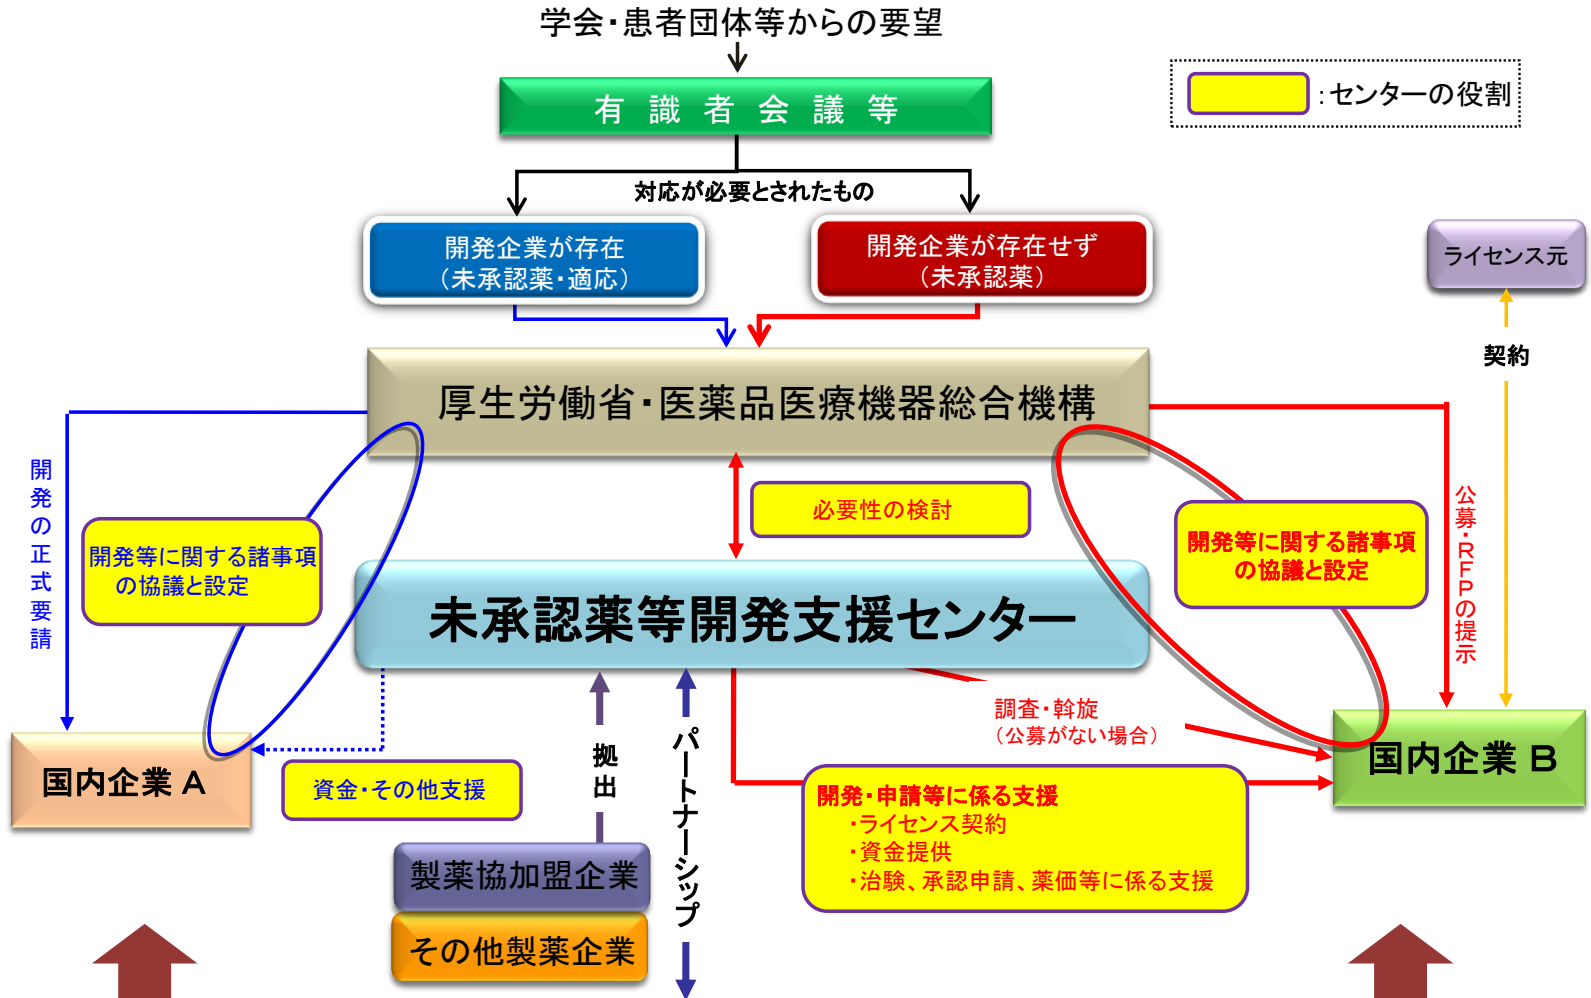 学会・患者団体等からの要望
有識者会議等
：センターの役割
対応が必要とされたもの
開発企業が存在
（未承認薬・適応）
開発企業が存在せず
（未承認薬）
ライセンス元
契約
厚生労働省・医薬品医療機器総合機構
開発の正式要請
必要性の検討
公募・ＲＦＰの提示
開発等に関する諸事項
の協議と設定
開発等に関する諸事項
の協議と設定
未承認薬等開発支援センター
調査・斡旋
（公募がない場合）
国内企業 A
国内企業 B
拠出
パートナーシップ
資金・その他支援
開発・申請等に係る支援
・ライセンス契約
・資金提供
・治験、承認申請、薬価等に係る支援
製薬協加盟企業
その他製薬企業